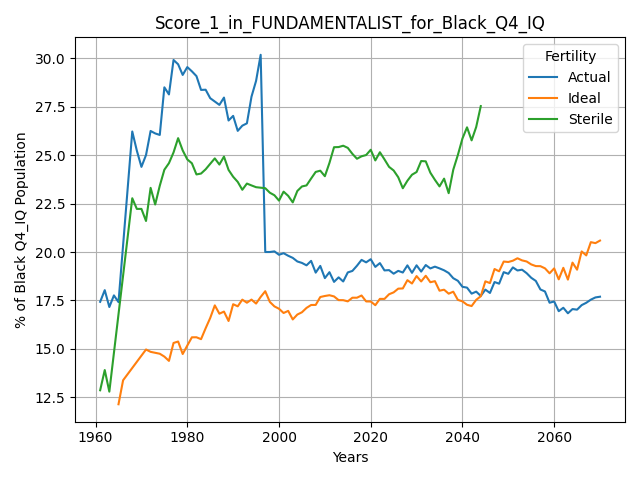 Score_1_in_FUNDAMENTALIST_for_Black_Q4_IQ
Fertility
Actual
Ideal
Sterile
% of Black Q4_IQ Population
30.0
27.5
25.0
22.5
20.0
17.5
15.0
12.5
1960
1980
2000
2020
2040
2060
Years